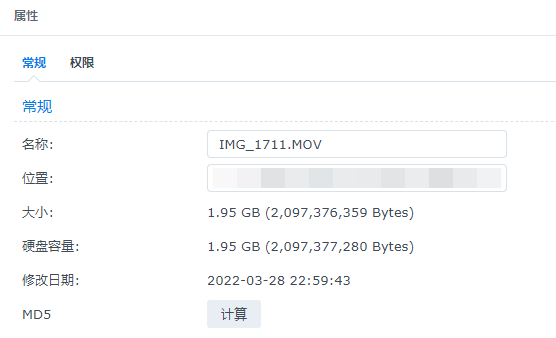 属性
常规 权限
常规
名称: IMG_1711.MOV
位置:
大小: 1.95 GB (2,097,376,359 Bytes)
硬盘容量: 1.95 GB (2,097,377,280 Bytes)
修改日期: 2022-03-28 22:59:43
MD5 计算